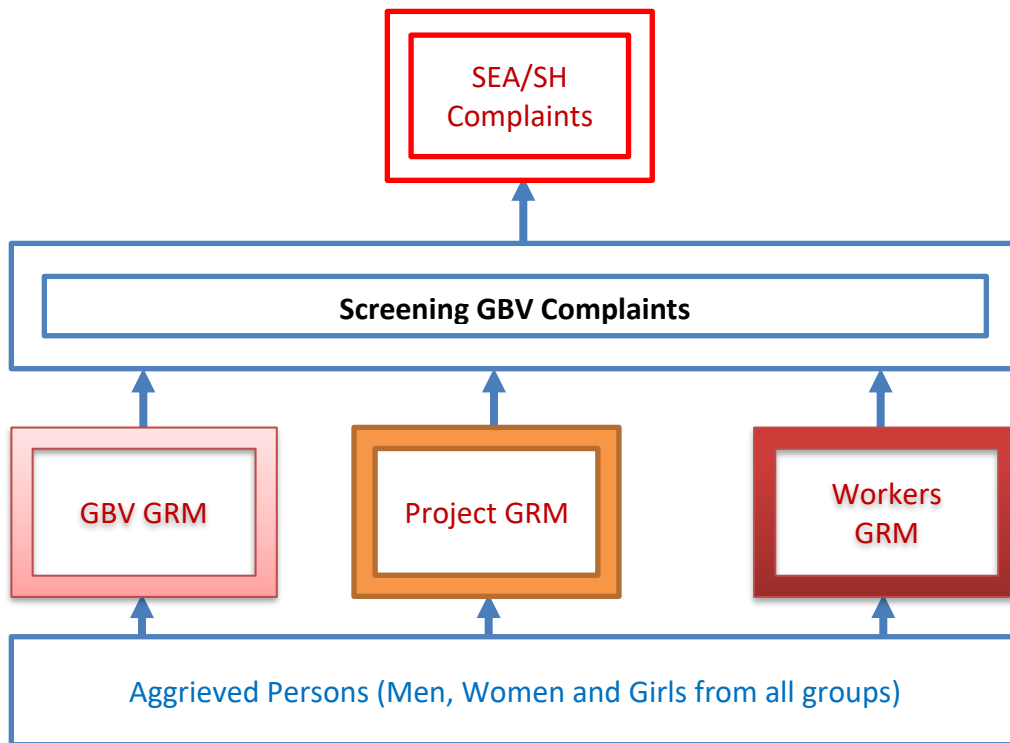 SEA/SH
Complaints
Screening GBV Complaints
GBV GRM
Project GRM
Workers
GRM
Aggrieved Persons (Men, Women and Girls from all groups)